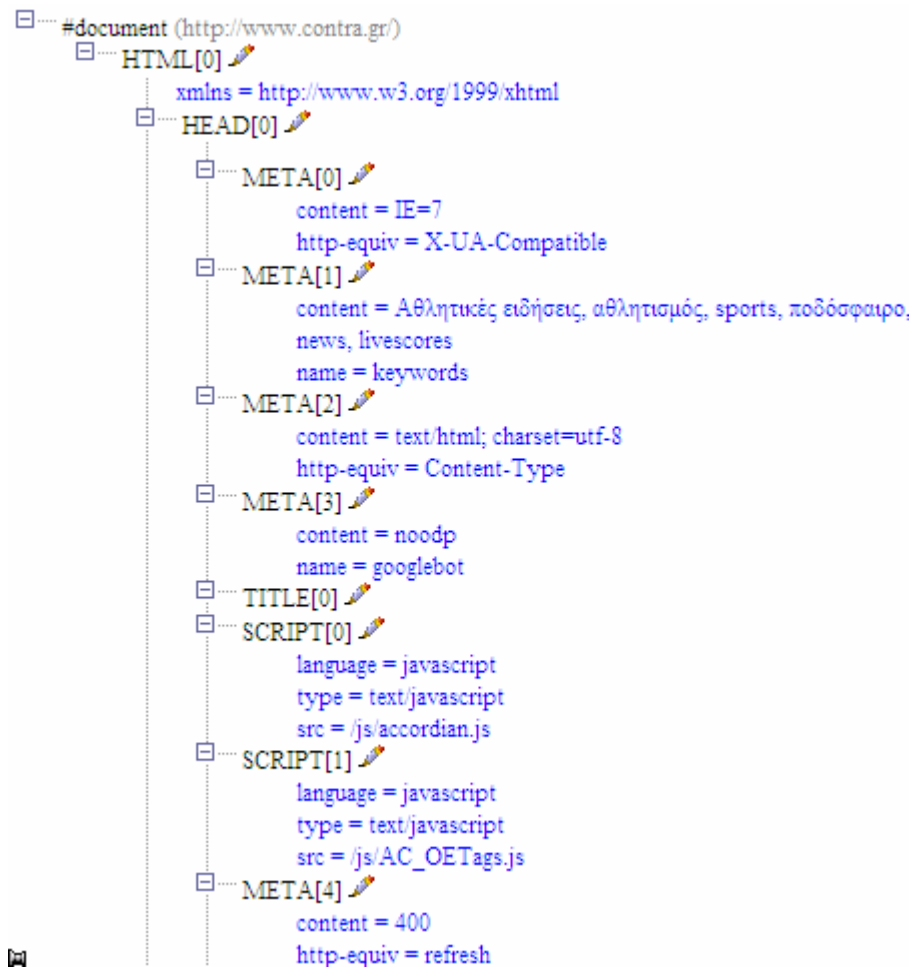 #document (http://www.contra.gr/)
HTML[0]
xmlns = http://www.w3.org/1999/xhtml
HEAD[0]
META[0]
content = IE=7
http-equiv = X-UA-Compatible
META[1]
content = Αθλητικές ειδήσεις, αθλητισμός, sports, ποδόσφαιρο,
news, livescores
name = keywords
META[2]
content = text/html; charset=utf-8
http-equiv = Content-Type
META[3]
content = noodp
name = googlebot
TITLE[0]
SCRIPT[0]
language = javascript
type = text/javascript
src = /js/accordian.js
SCRIPT[1]
language = javascript
type = text/javascript
src = /js/AC_OETags.js
META[4]
content = 400
http-equiv = refresh